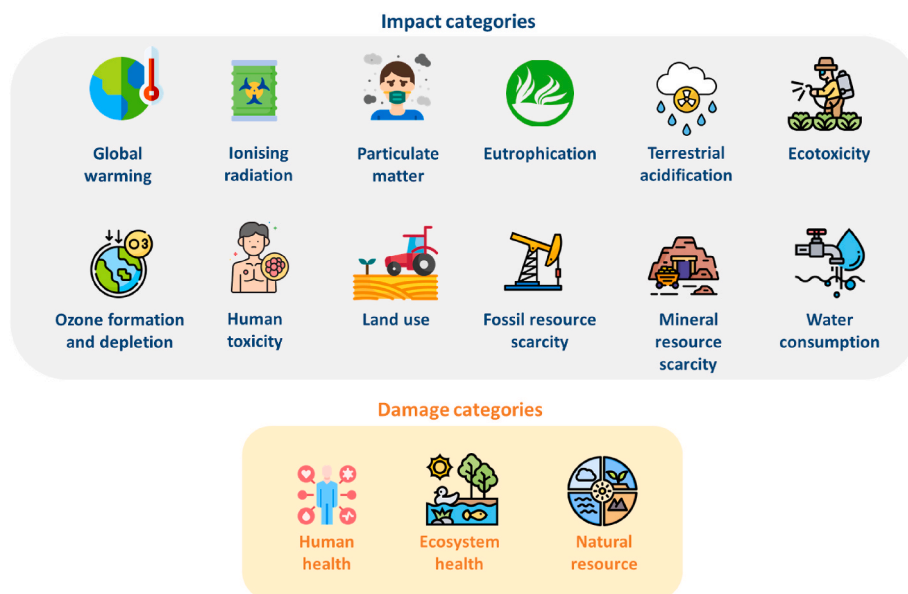 Impact categories
Global
warming
Ionising
radiation
Particulate
matter
Eutrophication
Terrestrial
acidification
Ecotoxicity
O3
Ozone formation
and depletion
Human
toxicity
Land use
Fossil resource
scarcity
Mineral
resource
scarcity
Water
consumption
Damage categories
Human
health
Ecosystem
health
Natural
resource